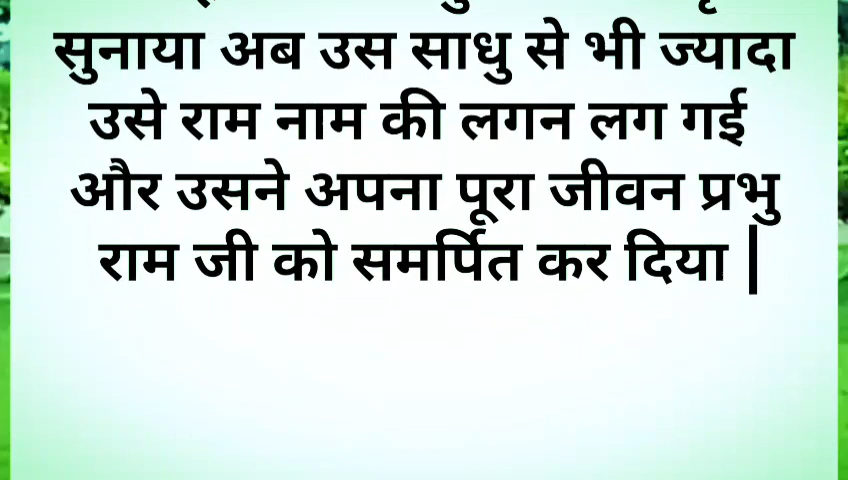 सुनाया अब उस साधु से भी ज्यादा
उसे राम नाम की लगन लग गई
और उसने अपना पूरा जीवन प्रभु
राम जी को समर्पित कर दिया |